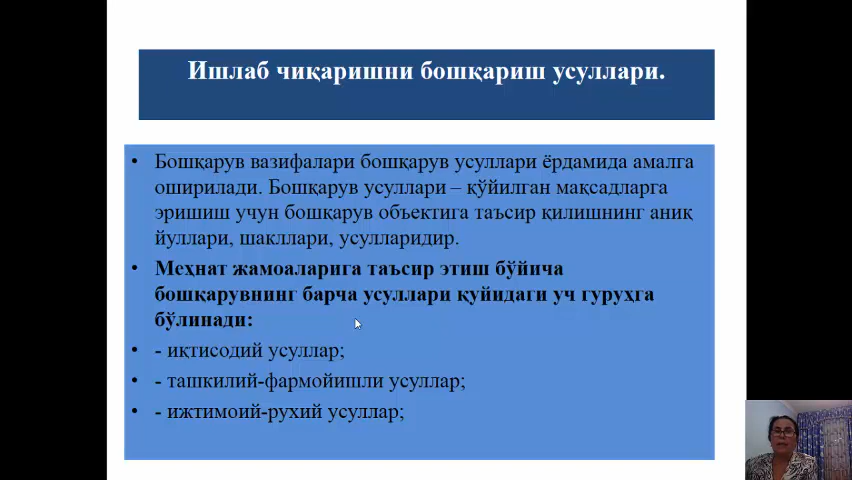 Ишлаб чиқаришни бошқариш усуллари.
• Бошқарув вазифалари бошқарув усуллари ёрдамида амалга
оширилади. Бошқарув усуллари – қўйилган мақсадларга
эришиш учун бошқарув объектига таъсир қилишнинг аниқ
йуллари, шакллари, усулларидир.
• Меҳнат жамоаларига таъсир этиш бўйича
бошқарувнинг барча усуллари қуйидаги уч гуруҳга
бўлинади:
• - иқтисодий усуллар;
• - ташкилий-фармойишли усуллар;
• - ижтимоий-рухий усуллар;